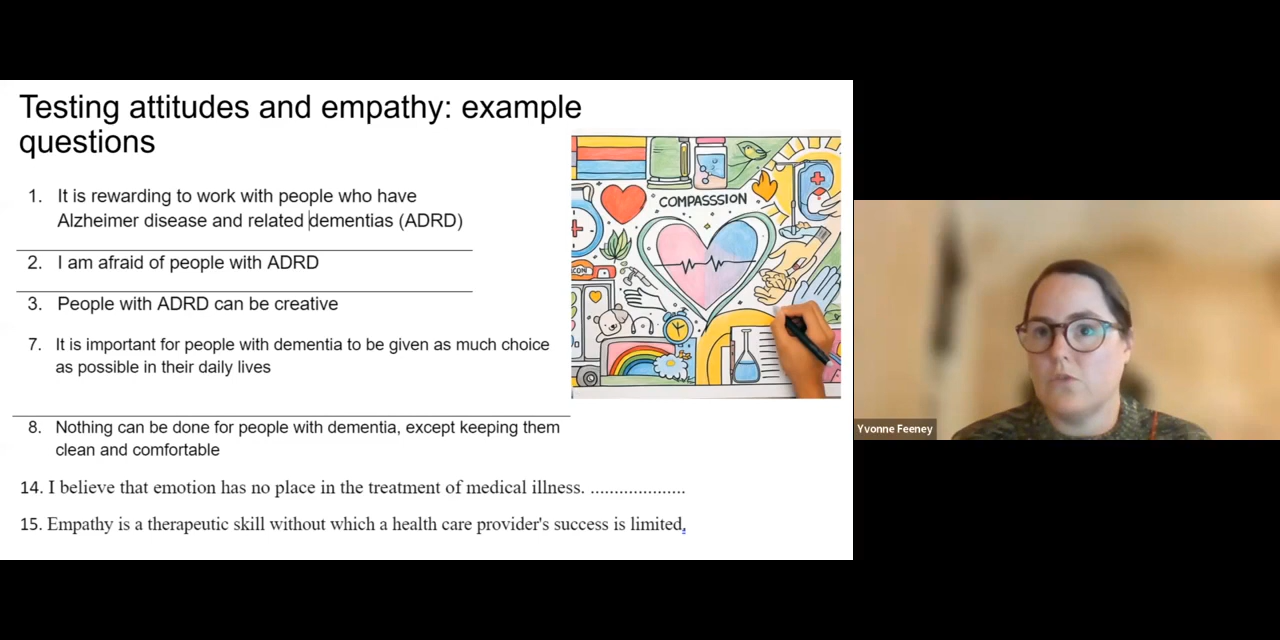 Testing attitudes and empathy: example
questions
1. It is rewarding to work with people who have
Alzheimer disease and related dementias (ADRD)
2. I am afraid of people with ADRD
3. People with ADRD can be creative
7. It is important for people with dementia to be given as much choice
as possible in their daily lives
8. Nothing can be done for people with dementia, except keeping them
clean and comfortable
14. I believe that emotion has no place in the treatment of medical illness. ....................
15. Empathy is a therapeutic skill without which a health care provider's success is limited.
COMPASSSION
Yvonne Feeney